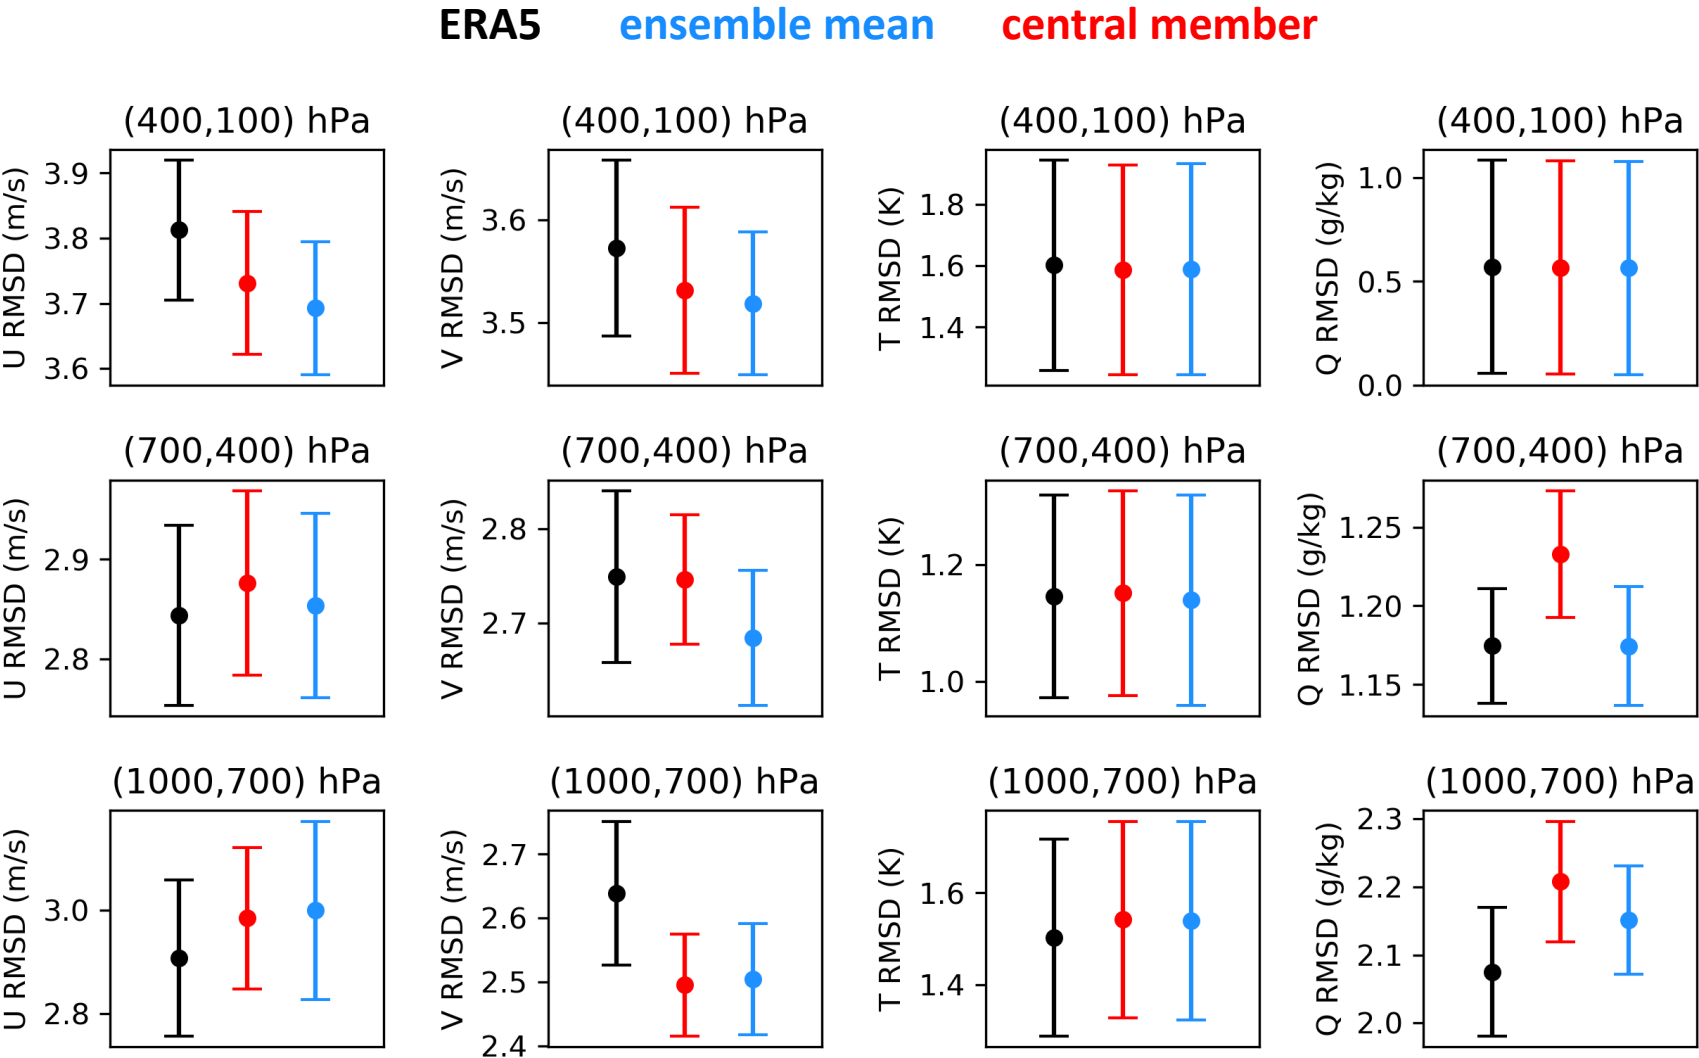 ERA5 ensemble mean central member
(400,100) hPa (400,100) hPa (400,100) hPa (400,100) hPa
U RMSD (m/s)
3.9
3.8
3.7
3.6
V RMSD (m/s)
3.6
3.5
T RMSD (K)
1.8
1.6
1.4
Q RMSD (g/kg)
1.0
0.5
0.0
(700,400) hPa (700,400) hPa (700,400) hPa (700,400) hPa
U RMSD (m/s)
2.9
2.8
V RMSD (m/s)
2.8
2.7
T RMSD (K)
1.2
1.0
Q RMSD (g/kg)
1.25
1.20
1.15
(1000,700) hPa (1000,700) hPa (1000,700) hPa (1000,700) hPa
U RMSD (m/s)
3.0
2.8
V RMSD (m/s)
2.7
2.6
2.5
2.4
T RMSD (K)
1.6
1.4
Q RMSD (g/kg)
2.3
2.2
2.1
2.0